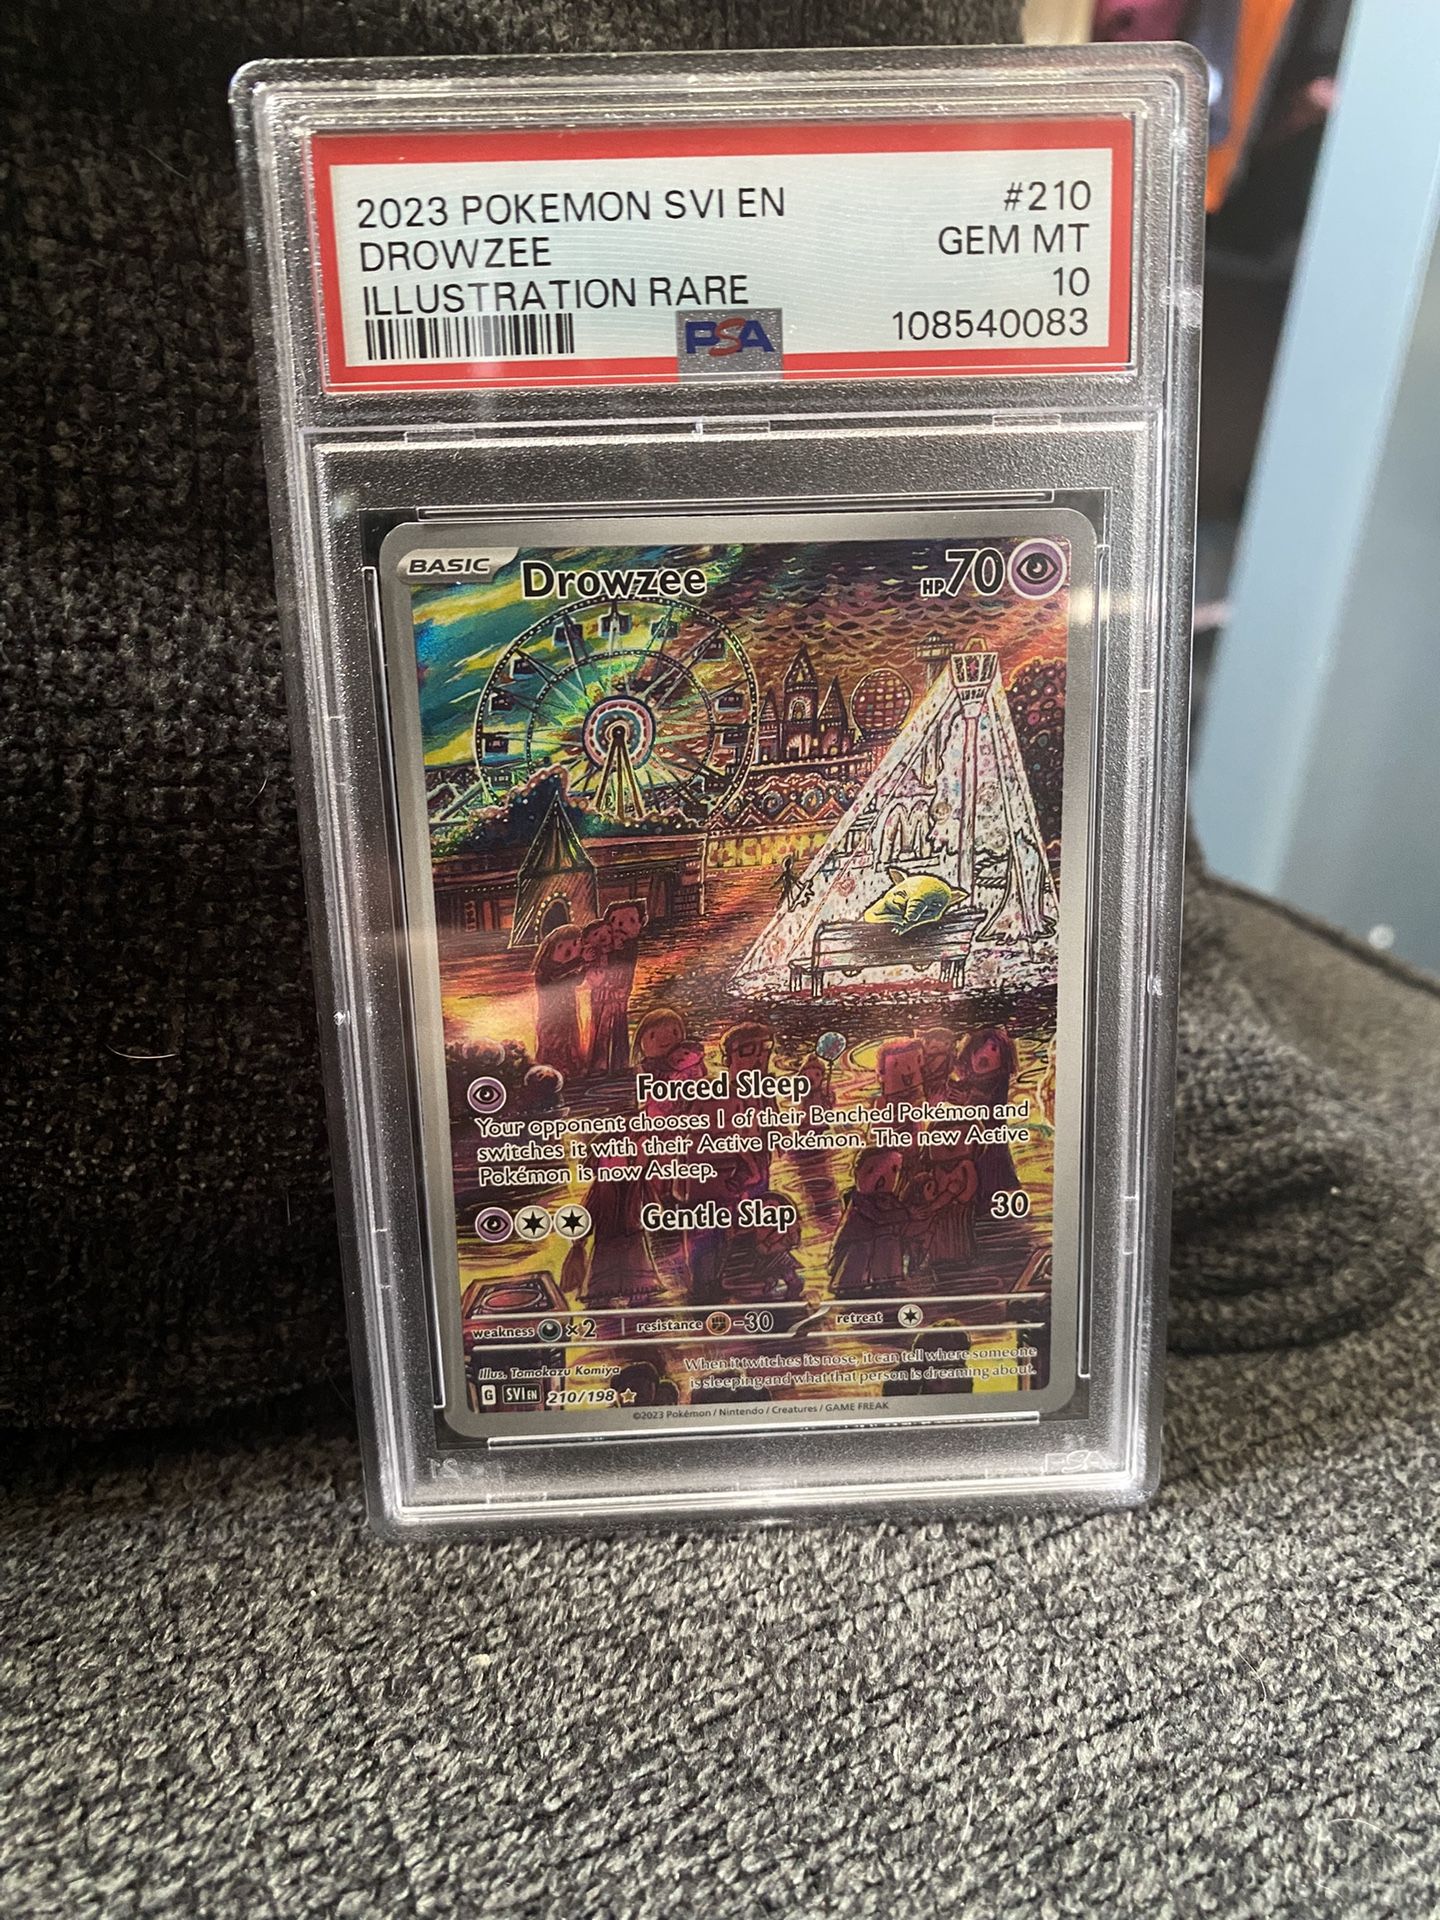 2023 POKEMON SVI EN #210
DROWZEE GEM MT
ILLUSTRATION RARE 10
PSA 108540083
BASIC Drowzee HP 70
Forced Sleep
Your opponent chooses 1 of their Benched Pokémon and
switches it with their Active Pokémon. The new Active
Pokémon is now Asleep.
Gentle Slap 30
weakness ×2 resistance -30 retreat
Illus. Tomokazu Komiya
When it twitches its nose, it can tell where someone
is sleeping and what that person is dreaming about.
G SVI EN 210/198
©2023 Pokémon / Nintendo / Creatures / GAME FREAK
PSA